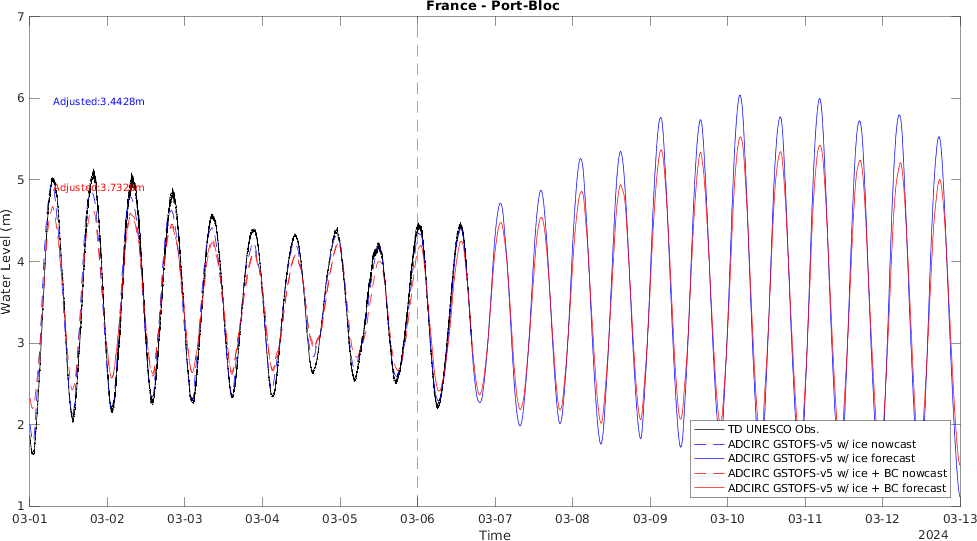 France - Port-Bloc
7
6
5
4
3
2
1
Water Level (m)
Adjusted:3.4428m
TD UNESCO Obs.
ADCIRC GSTOFS-v5 w/ ice nowcast
ADCIRC GSTOFS-v5 w/ ice forecast
ADCIRC GSTOFS-v5 w/ ice + BC nowcast
ADCIRC GSTOFS-v5 w/ ice + BC forecast
03-01 03-02 03-03 03-04 03-05 03-06 03-07 03-08 03-09 03-10 03-11 03-12 03-13
Time
2024